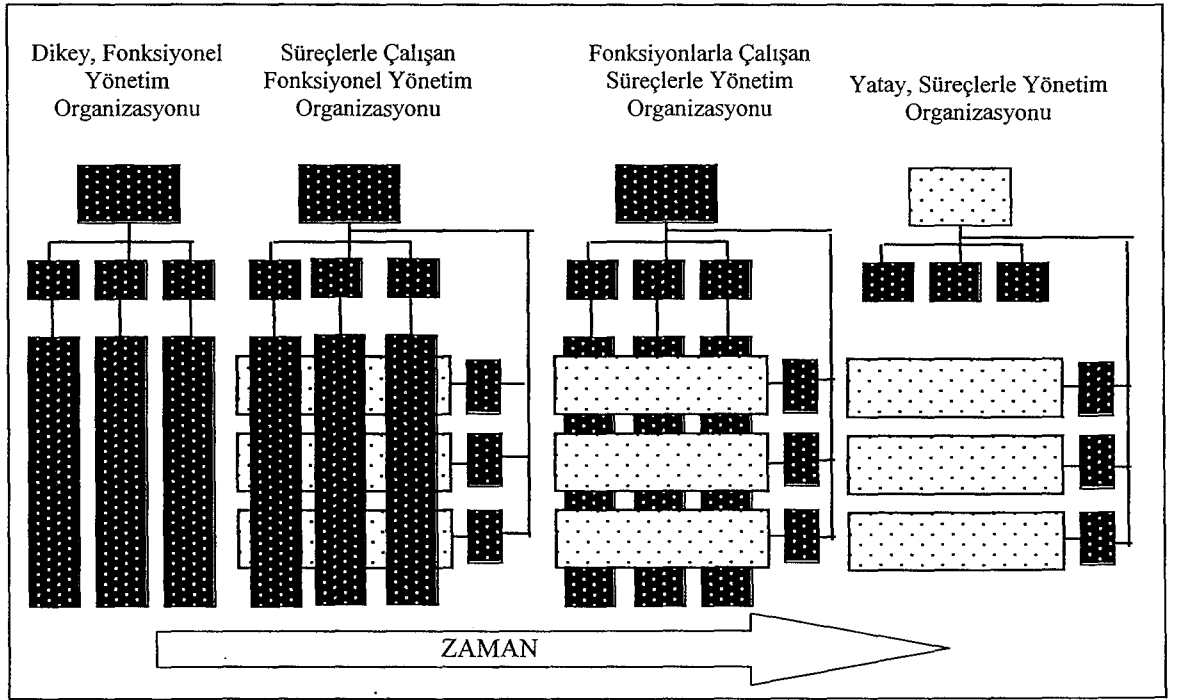 Dikey, Fonksiyonel
Yönetim
Organizasyonu
Süreçlerle Çalışan
Fonksiyonel Yönetim
Organizasyonu
Fonksiyonlarla Çalışan
Süreçlerle Yönetim
Organizasyonu
Yatay, Süreçlerle Yönetim
Organizasyonu
ZAMAN